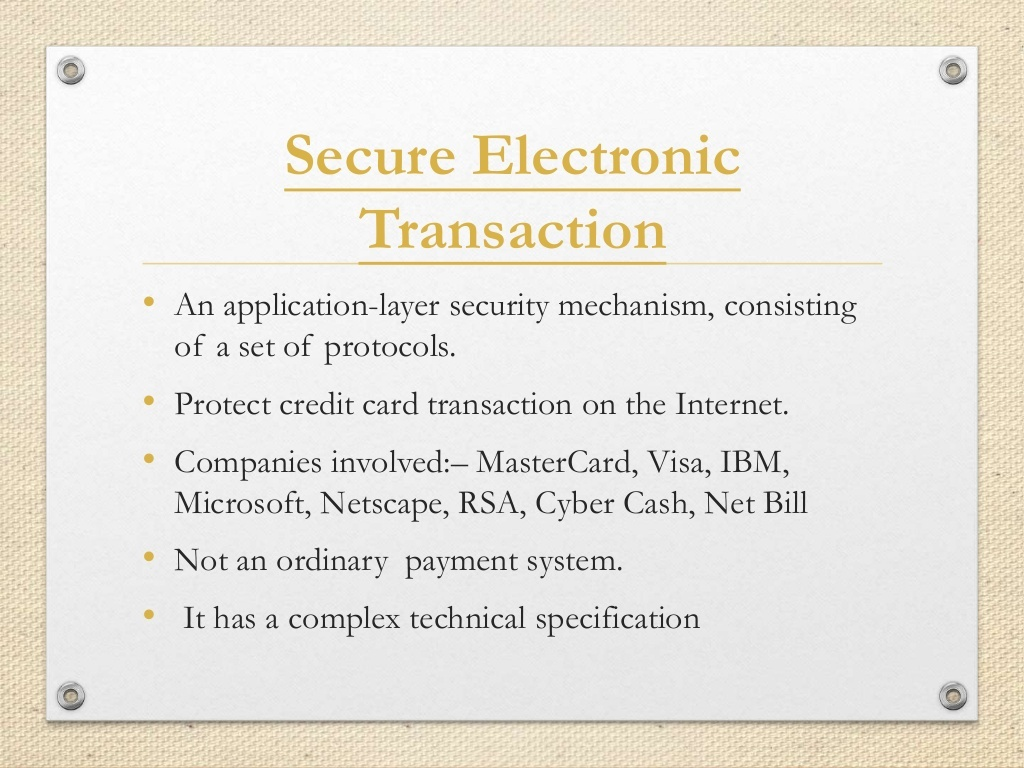 Secure Electronic
Transaction
• An application-layer security mechanism, consisting
of a set of protocols.
• Protect credit card transaction on the Internet.
• Companies involved:– MasterCard, Visa, IBM,
Microsoft, Netscape, RSA, Cyber Cash, Net Bill
• Not an ordinary  payment system.
•  It has a complex technical specification